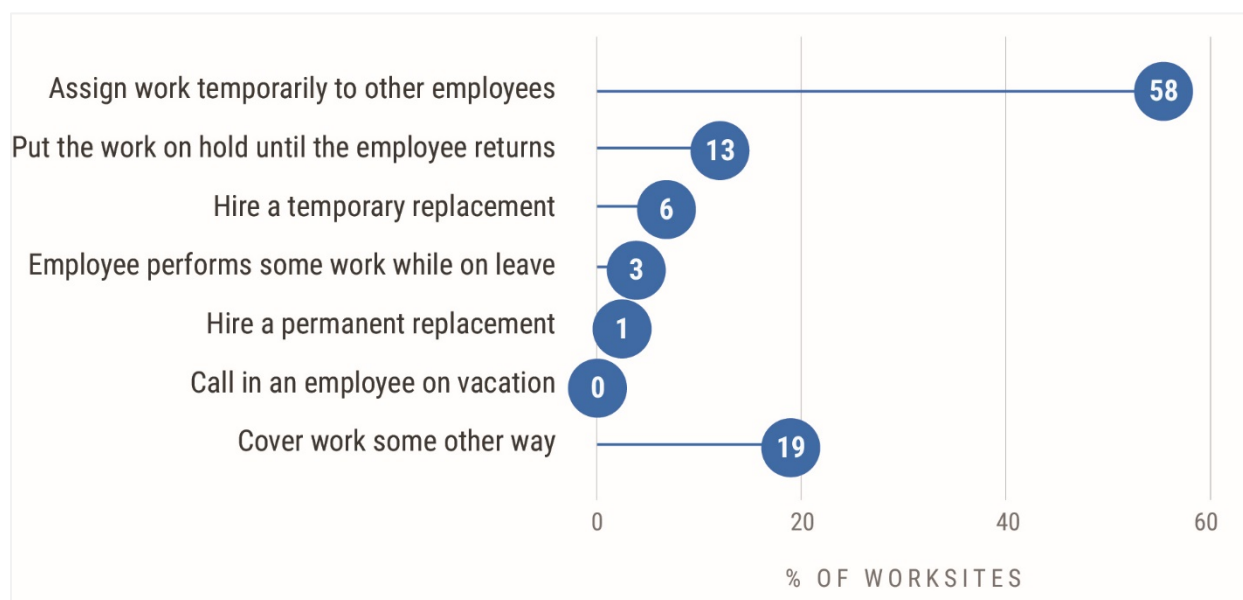 Assign work temporarily to other employees 58
Put the work on hold until the employee returns 13
Hire a temporary replacement 6
Employee performs some work while on leave 3
Hire a permanent replacement 1
Call in an employee on vacation 0
Cover work some other way 19
0 20 40 60
% OF WORKSITES